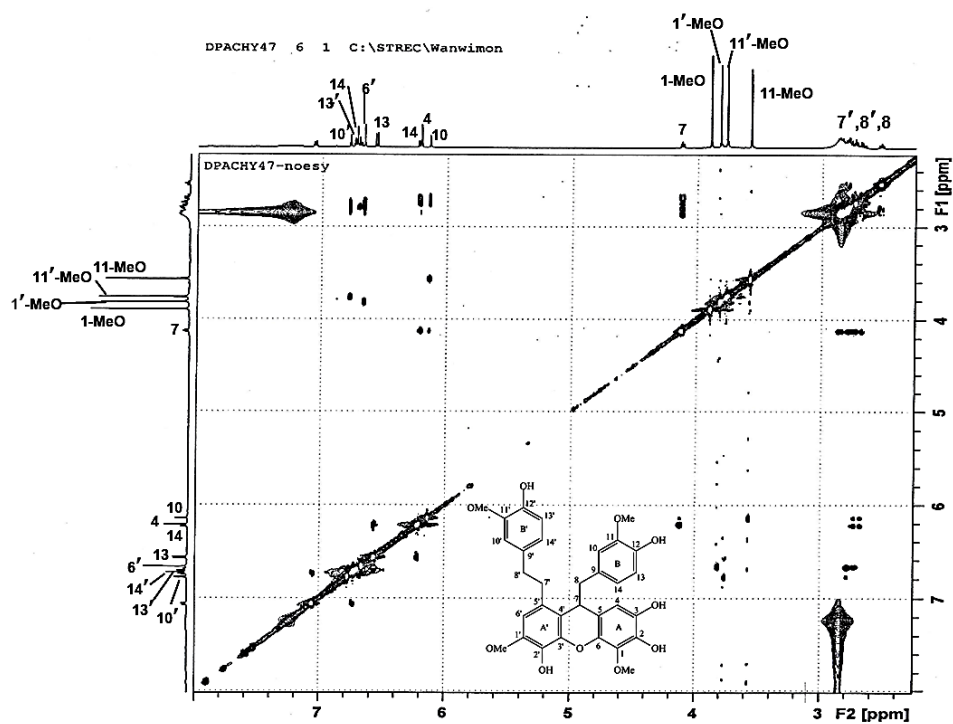 DPACHY47 6 1 C:\STREC\Wanwimon
1'-MeO
11'-MeO
1-MeO
11-MeO
6'
14
13'
10'
13
14
4
10
7
7',8',8
DPACHY47-noesy
11-MeO
11'-MeO
1'-MeO
1-MeO
7
10
4
14
13
6'
14'
13'
10'
3
4
5
6
7
F1 [ppm]
7
6
5
4
3
F2 [ppm]
OH
MeO
12'
11'
13'
B'
10'
14'
9'
8'
7'
OMe
11
12
OH
10
B
9
13
8
14
7
5'
6'
4'
5
4
3
OH
A'
A
1'
3'
6
2
OH
MeO
2'
O
1
OH
OMe